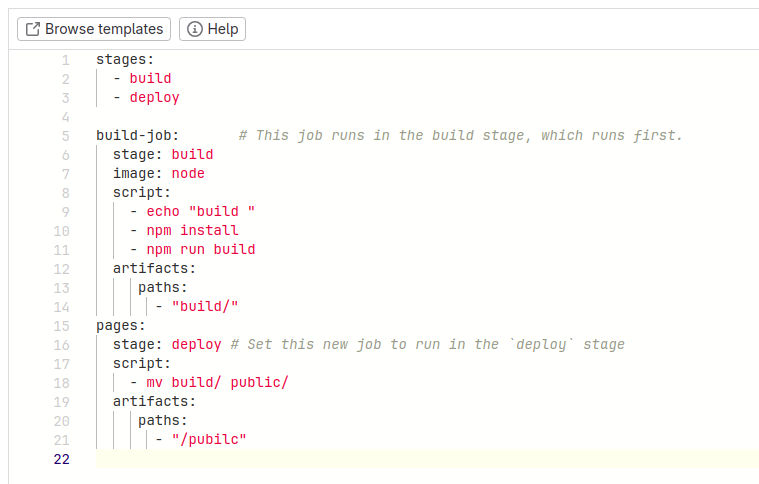 Browse templates Help
1 stages:
2 - build
3 - deploy
4
5 build-job: # This job runs in the build stage, which runs first.
6 stage: build
7 image: node
8 script:
9 - echo "build "
10 - npm install
11 - npm run build
12 artifacts:
13 paths:
14 - "build/"
15 pages:
16 stage: deploy # Set this new job to run in the `deploy` stage
17 script:
18 - mv build/ public/
19 artifacts:
20 paths:
21 - "/pubilc"
22